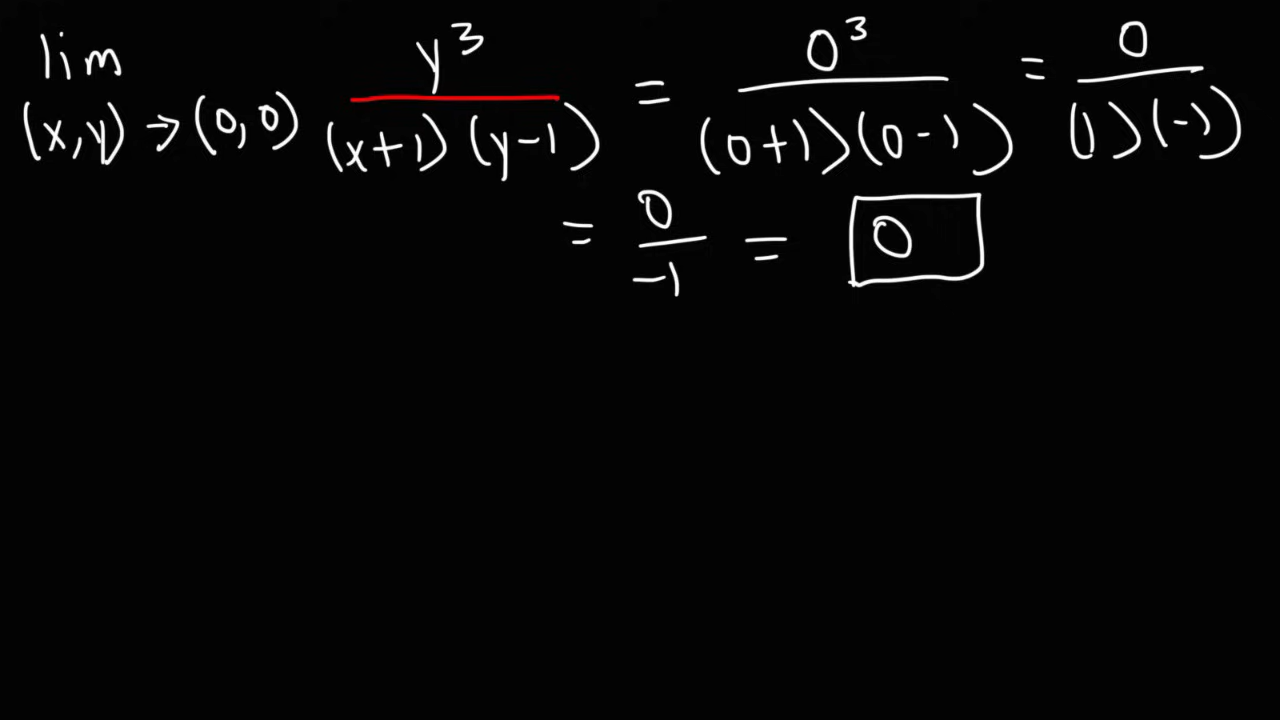 lim (x,y) → (0,0) y³ / (x+1)(y-1) = 0³ / (0+1)(0-1) = 0 / (1)(-1)
= 0 / -1 = 0